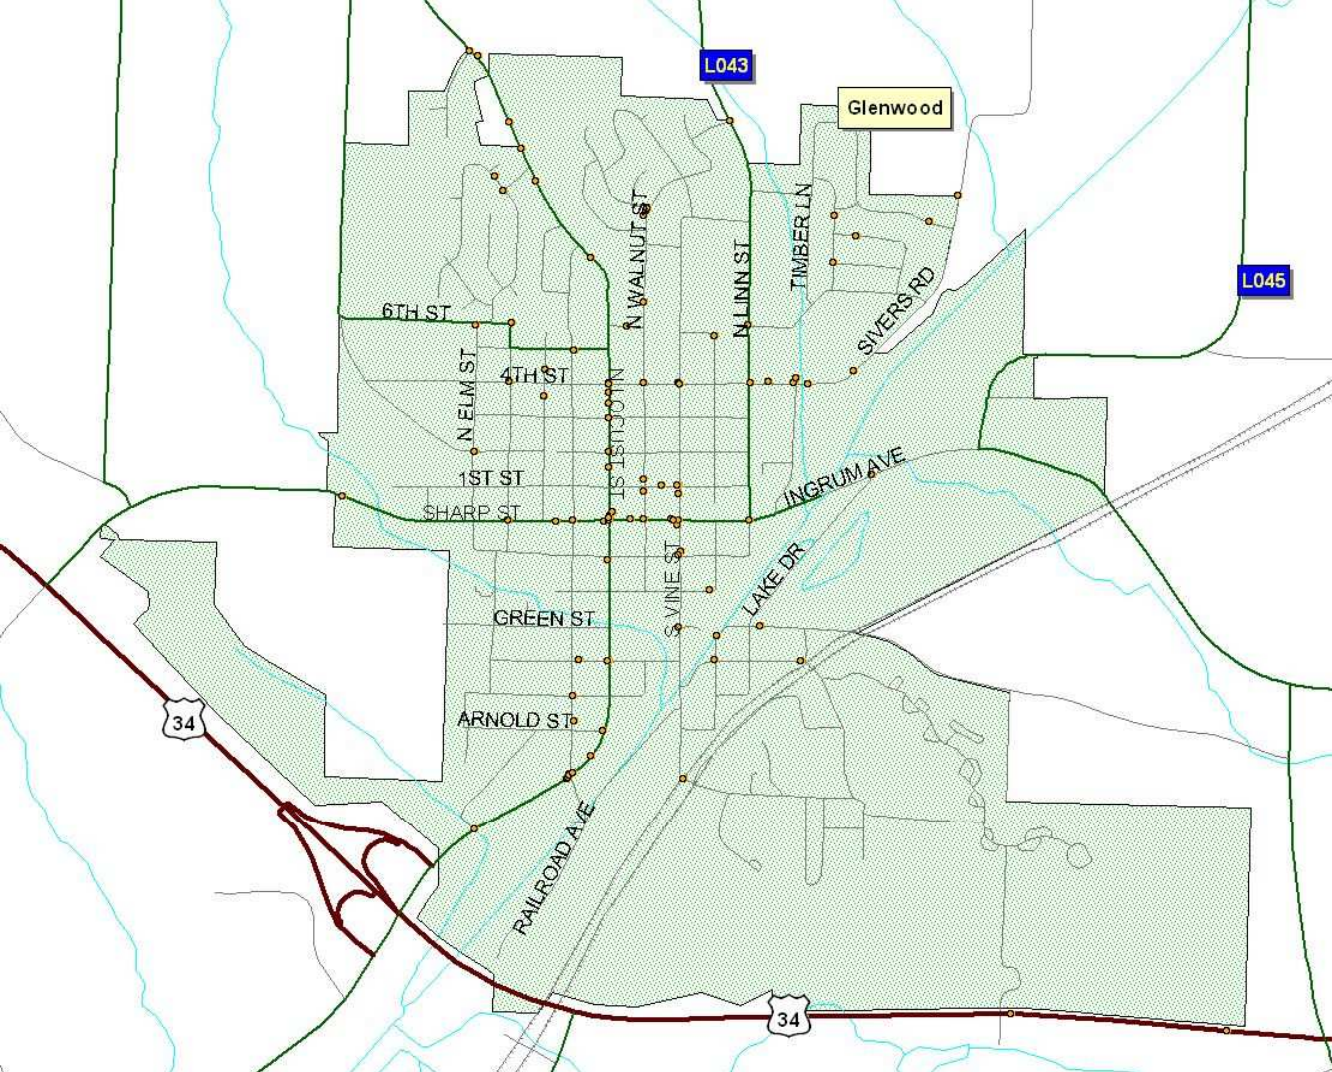 L043
Glenwood
N WALNUT ST
TIMBER LN
N LINN ST
L045
SIVERS RD
6TH ST
4TH ST
N ELM ST
N LOCUST ST
1ST ST
INGRUM AVE
SHARP ST
S VINE ST
LAKE DR
GREEN ST
34
ARNOLD ST
RAILROAD AVE
34